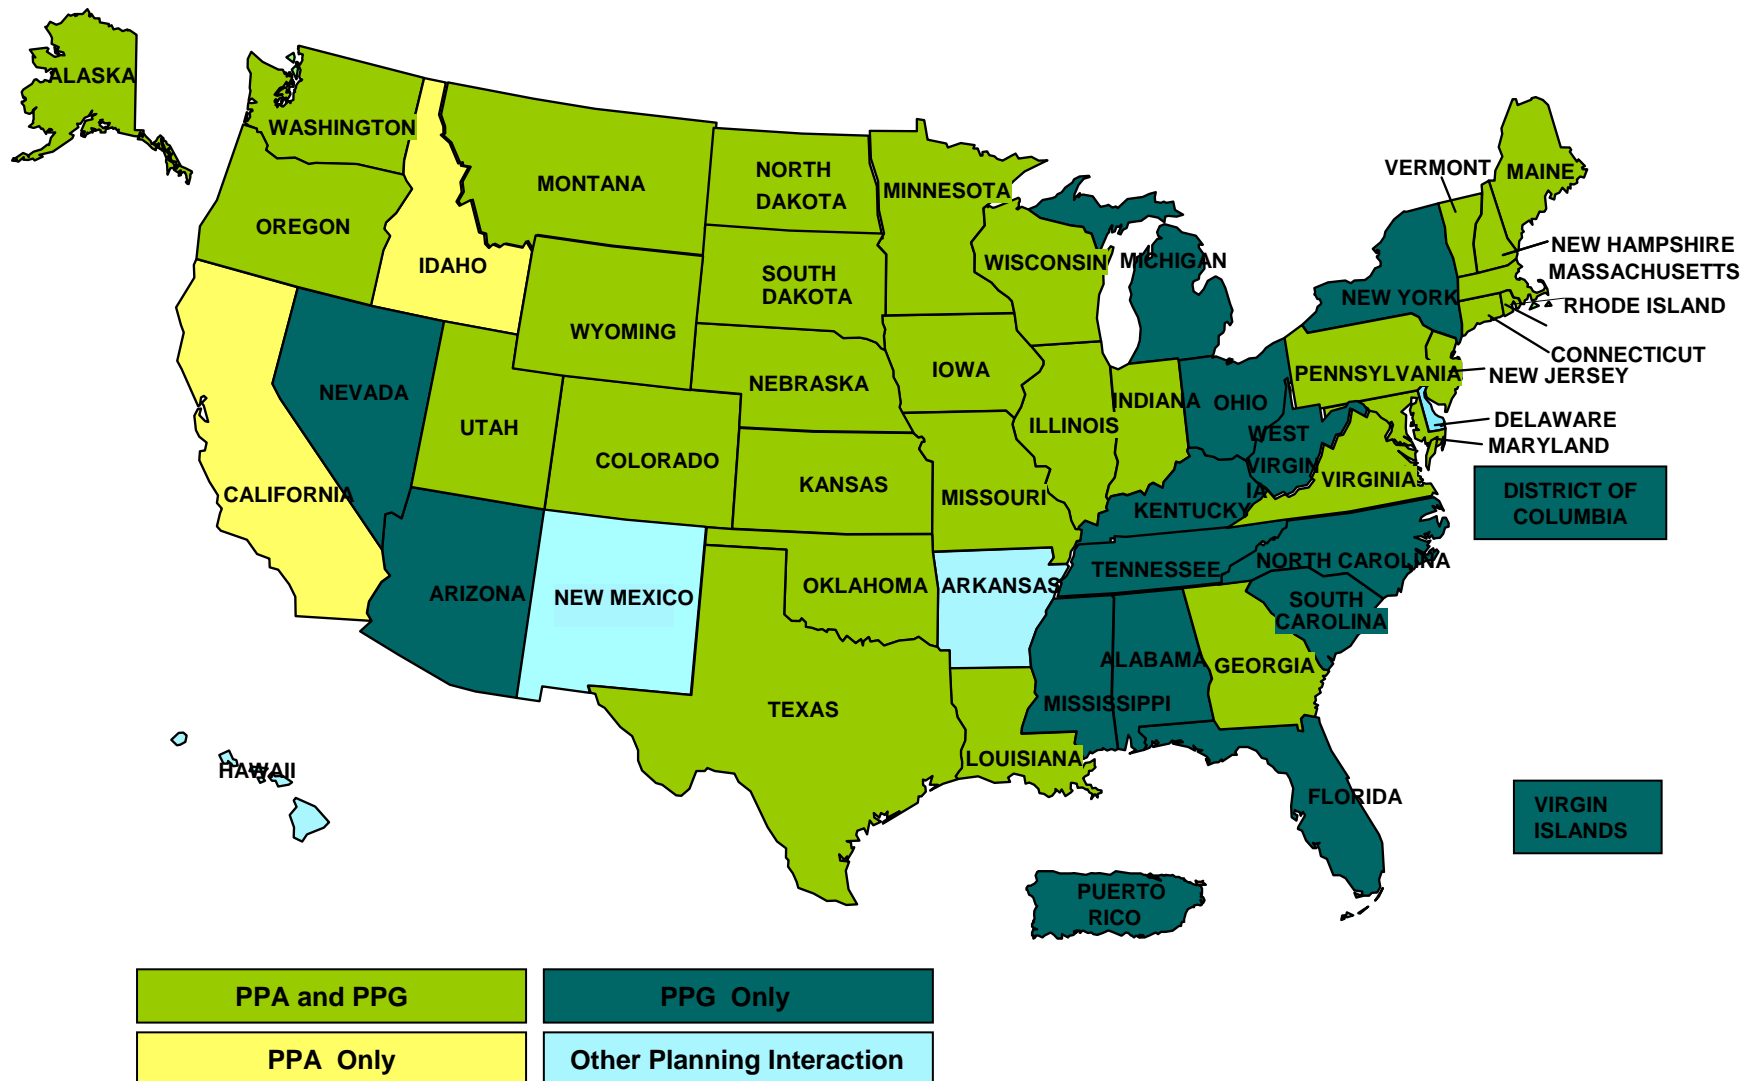 ALASKA
WASHINGTON
OREGON
IDAHO
MONTANA
NORTH
DAKOTA
MINNESOTA
SOUTH
DAKOTA
WISCONSIN
MICHIGAN
VERMONT
MAINE
NEW HAMPSHIRE
MASSACHUSETTS
NEW YORK
RHODE ISLAND
CONNECTICUT
PENNSYLVANIA
NEW JERSEY
DELAWARE
MARYLAND
WYOMING
NEBRASKA
IOWA
NEVADA
UTAH
COLORADO
KANSAS
MISSOURI
ILLINOIS
INDIANA
OHIO
WEST
VIRGIN
IA
VIRGINIA
KENTUCKY
DISTRICT OF
COLUMBIA
CALIFORNIA
ARIZONA
NEW MEXICO
OKLAHOMA
ARKANSAS
TENNESSEE
NORTH CAROLINA
SOUTH
CAROLINA
TEXAS
LOUISIANA
MISSISSIPPI
ALABAMA
GEORGIA
FLORIDA
HAWAII
VIRGIN
ISLANDS
PUERTO
RICO
PPA and PPG
PPG Only
PPA Only
Other Planning Interaction